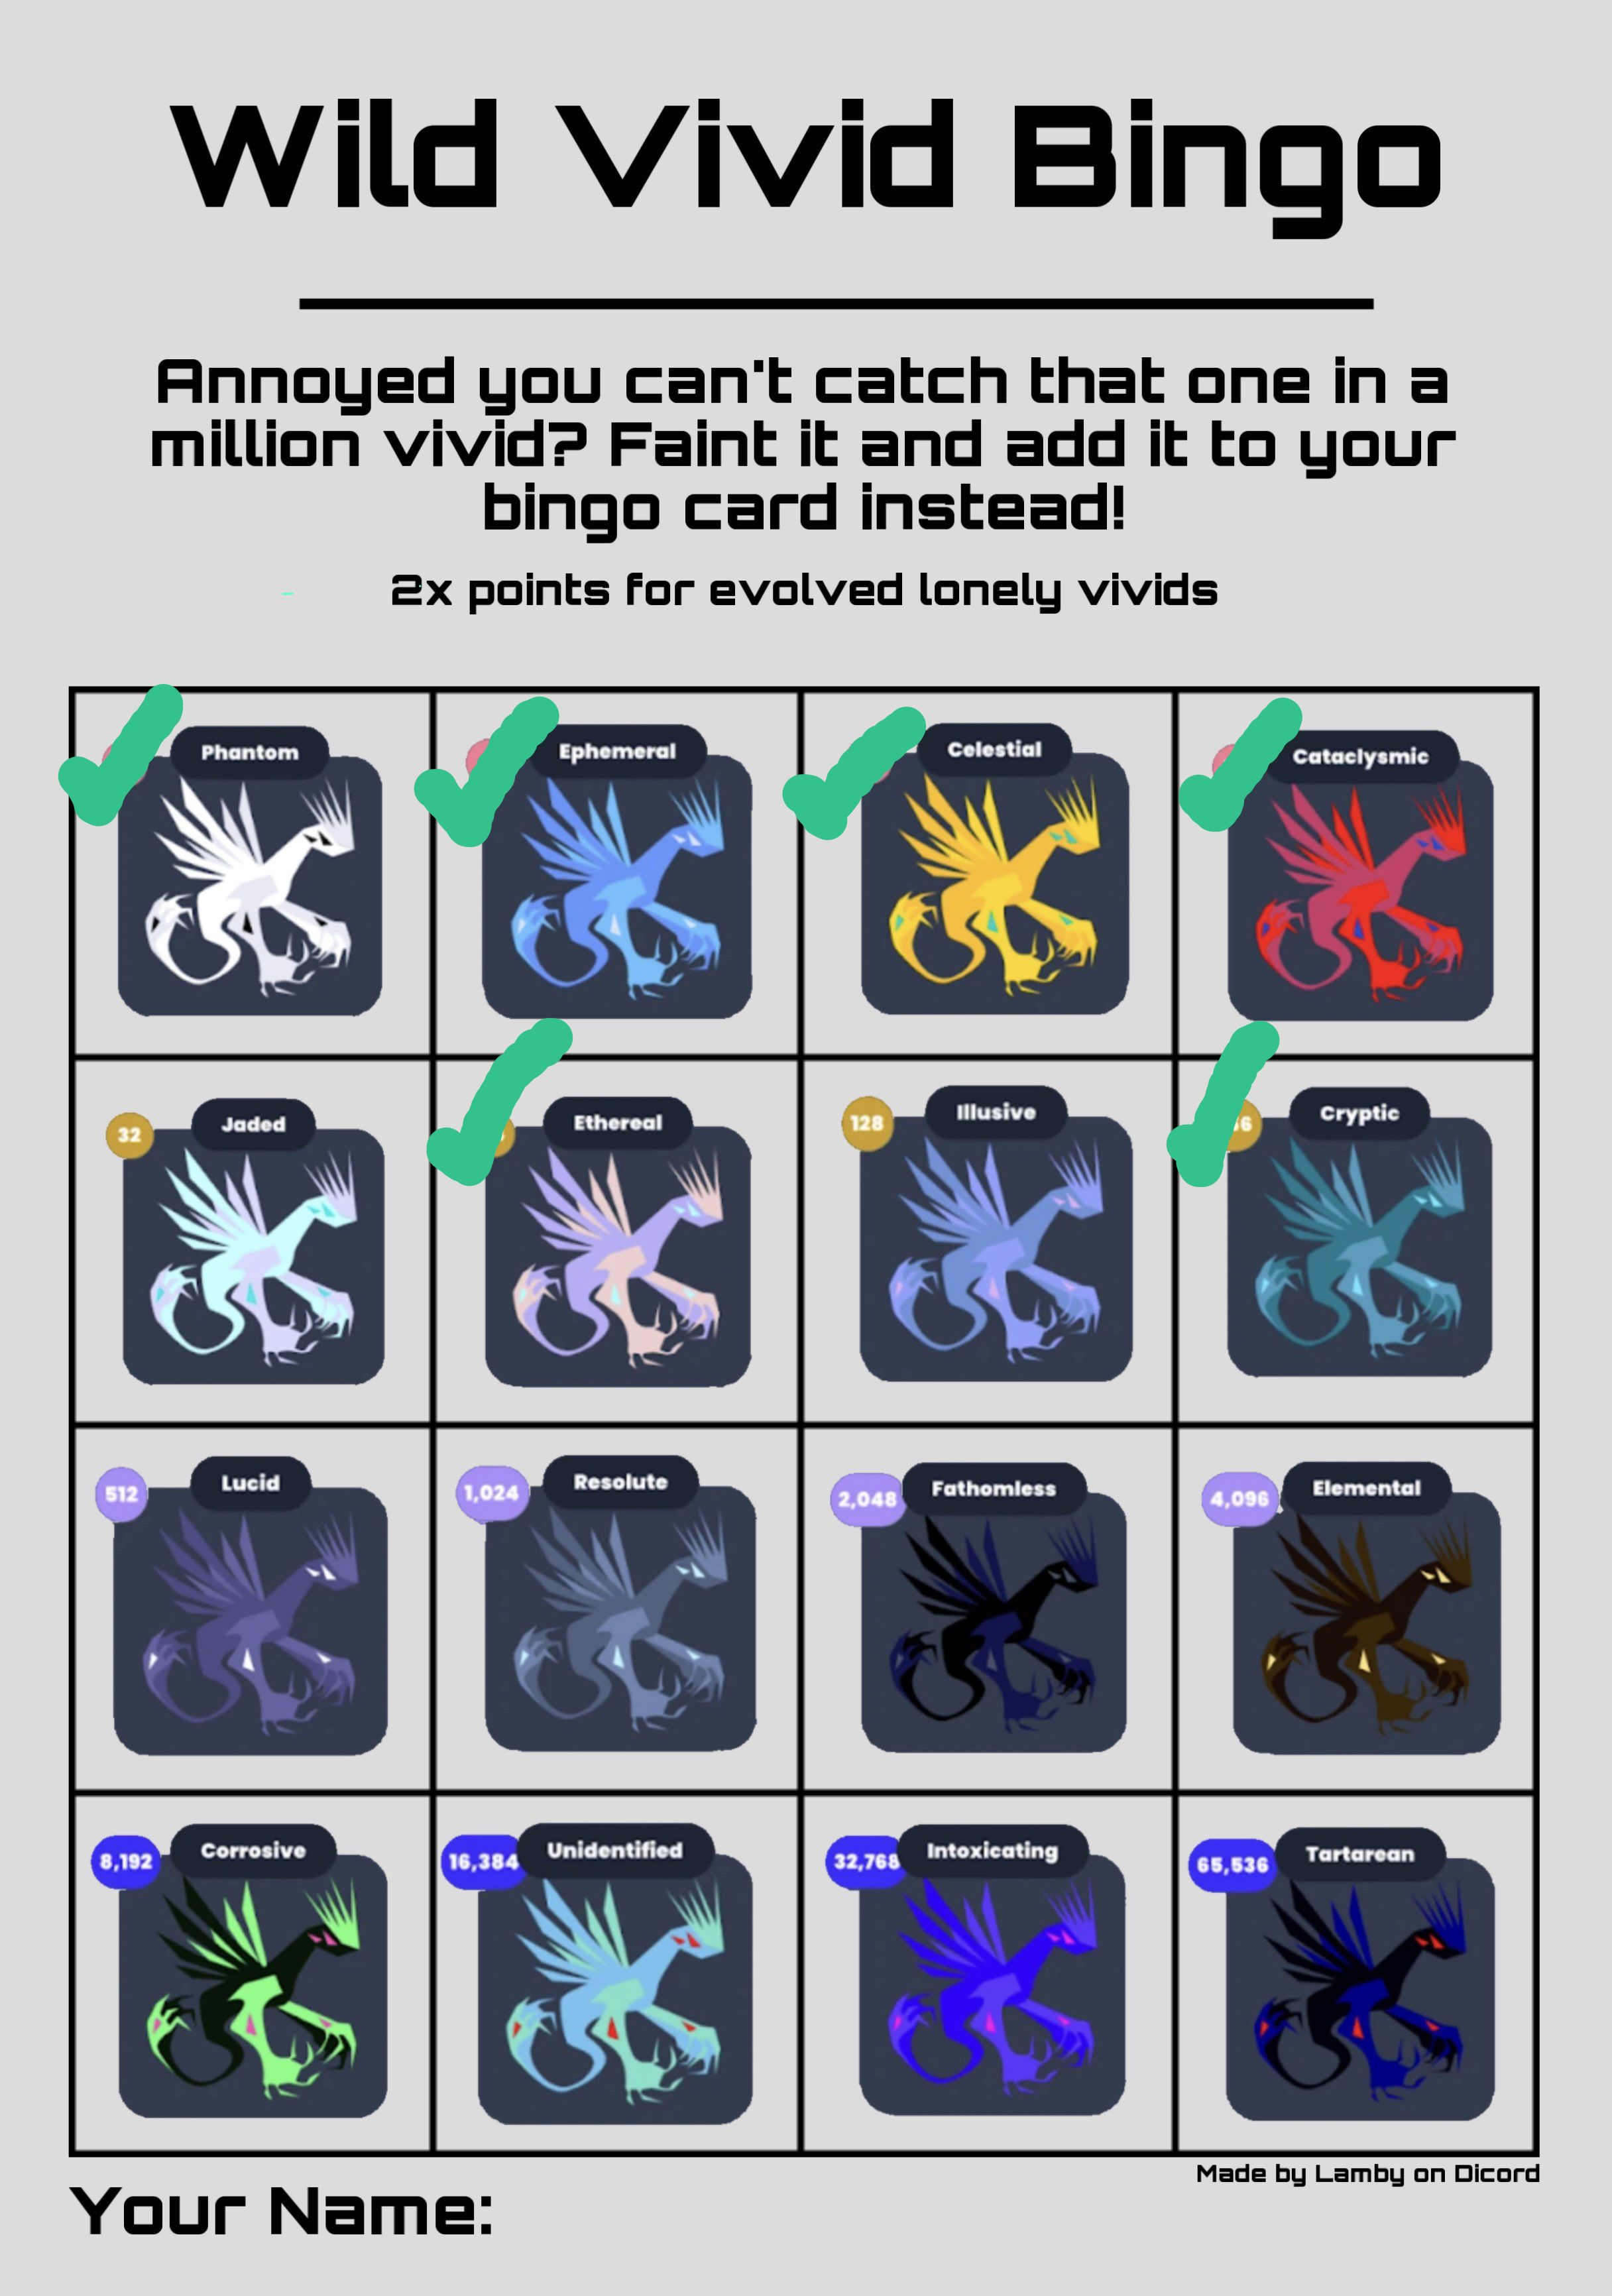 Wild Vivid Bingo
Annoyed you can't catch that one in a
million vivid? Faint it and add it to your
bingo card instead!
2x points for evolved lonely vivids
Phantom
Ephemeral
Celestial
Cataclysmic
32 Jaded
Ethereal
128 Illusive
Cryptic
512 Lucid
1,024 Resolute
2,048 Fathomless
4,096 Elemental
8,192 Corrosive
16,384 Unidentified
32,768 Intoxicating
65,536 Tartarean
Made by Lamby on Dicord
Your Name: